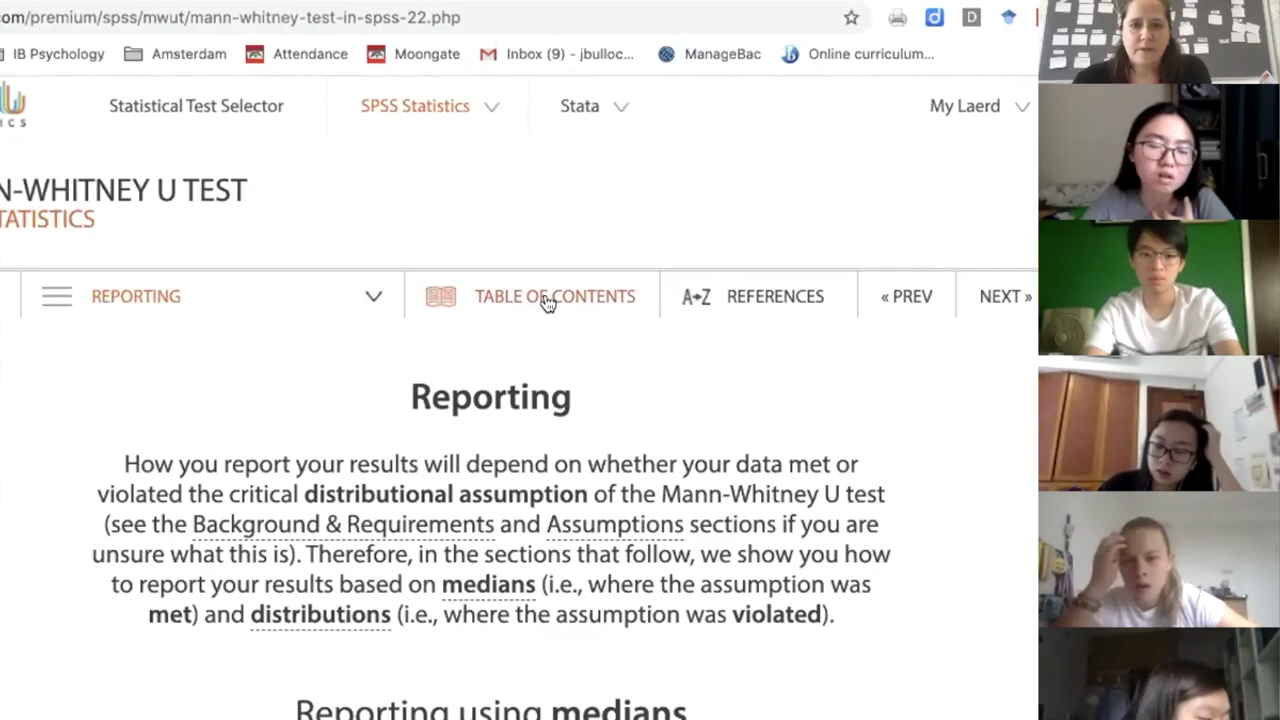 com/premium/spss/mwut/mann-whitney-test-in-spss-22.php
IB Psychology Amsterdam Attendance Moongate Inbox (9) - jbulloc... ManageBac Online curriculum...
ICS
Statistical Test Selector SPSS Statistics Stata My Laerd
N-WHITNEY U TEST
TATISTICS
REPORTING TABLE OF CONTENTS A➔Z REFERENCES « PREV NEXT »
Reporting
How you report your results will depend on whether your data met or
violated the critical distributional assumption of the Mann-Whitney U test
(see the Background & Requirements and Assumptions sections if you are
unsure what this is). Therefore, in the sections that follow, we show you how
to report your results based on medians (i.e., where the assumption was
met) and distributions (i.e., where the assumption was violated).
Reporting using medians